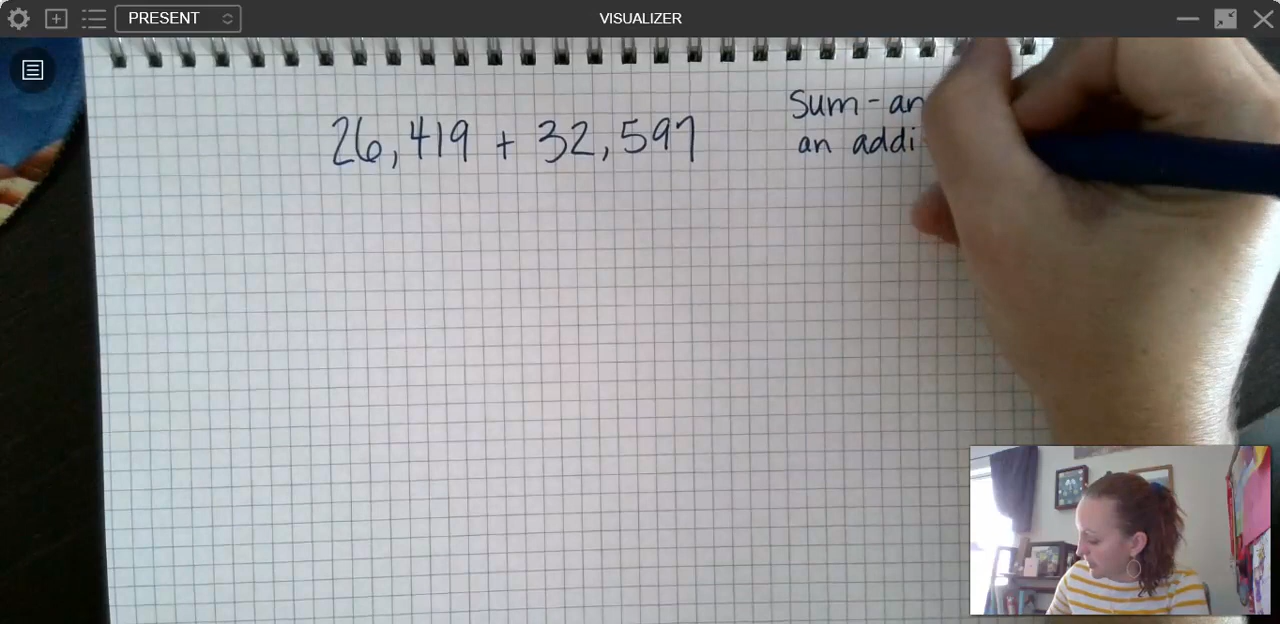 PRESENT
VISUALIZER
26,419 + 32,597
Sum - an
an addi